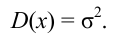 D(x) = σ².